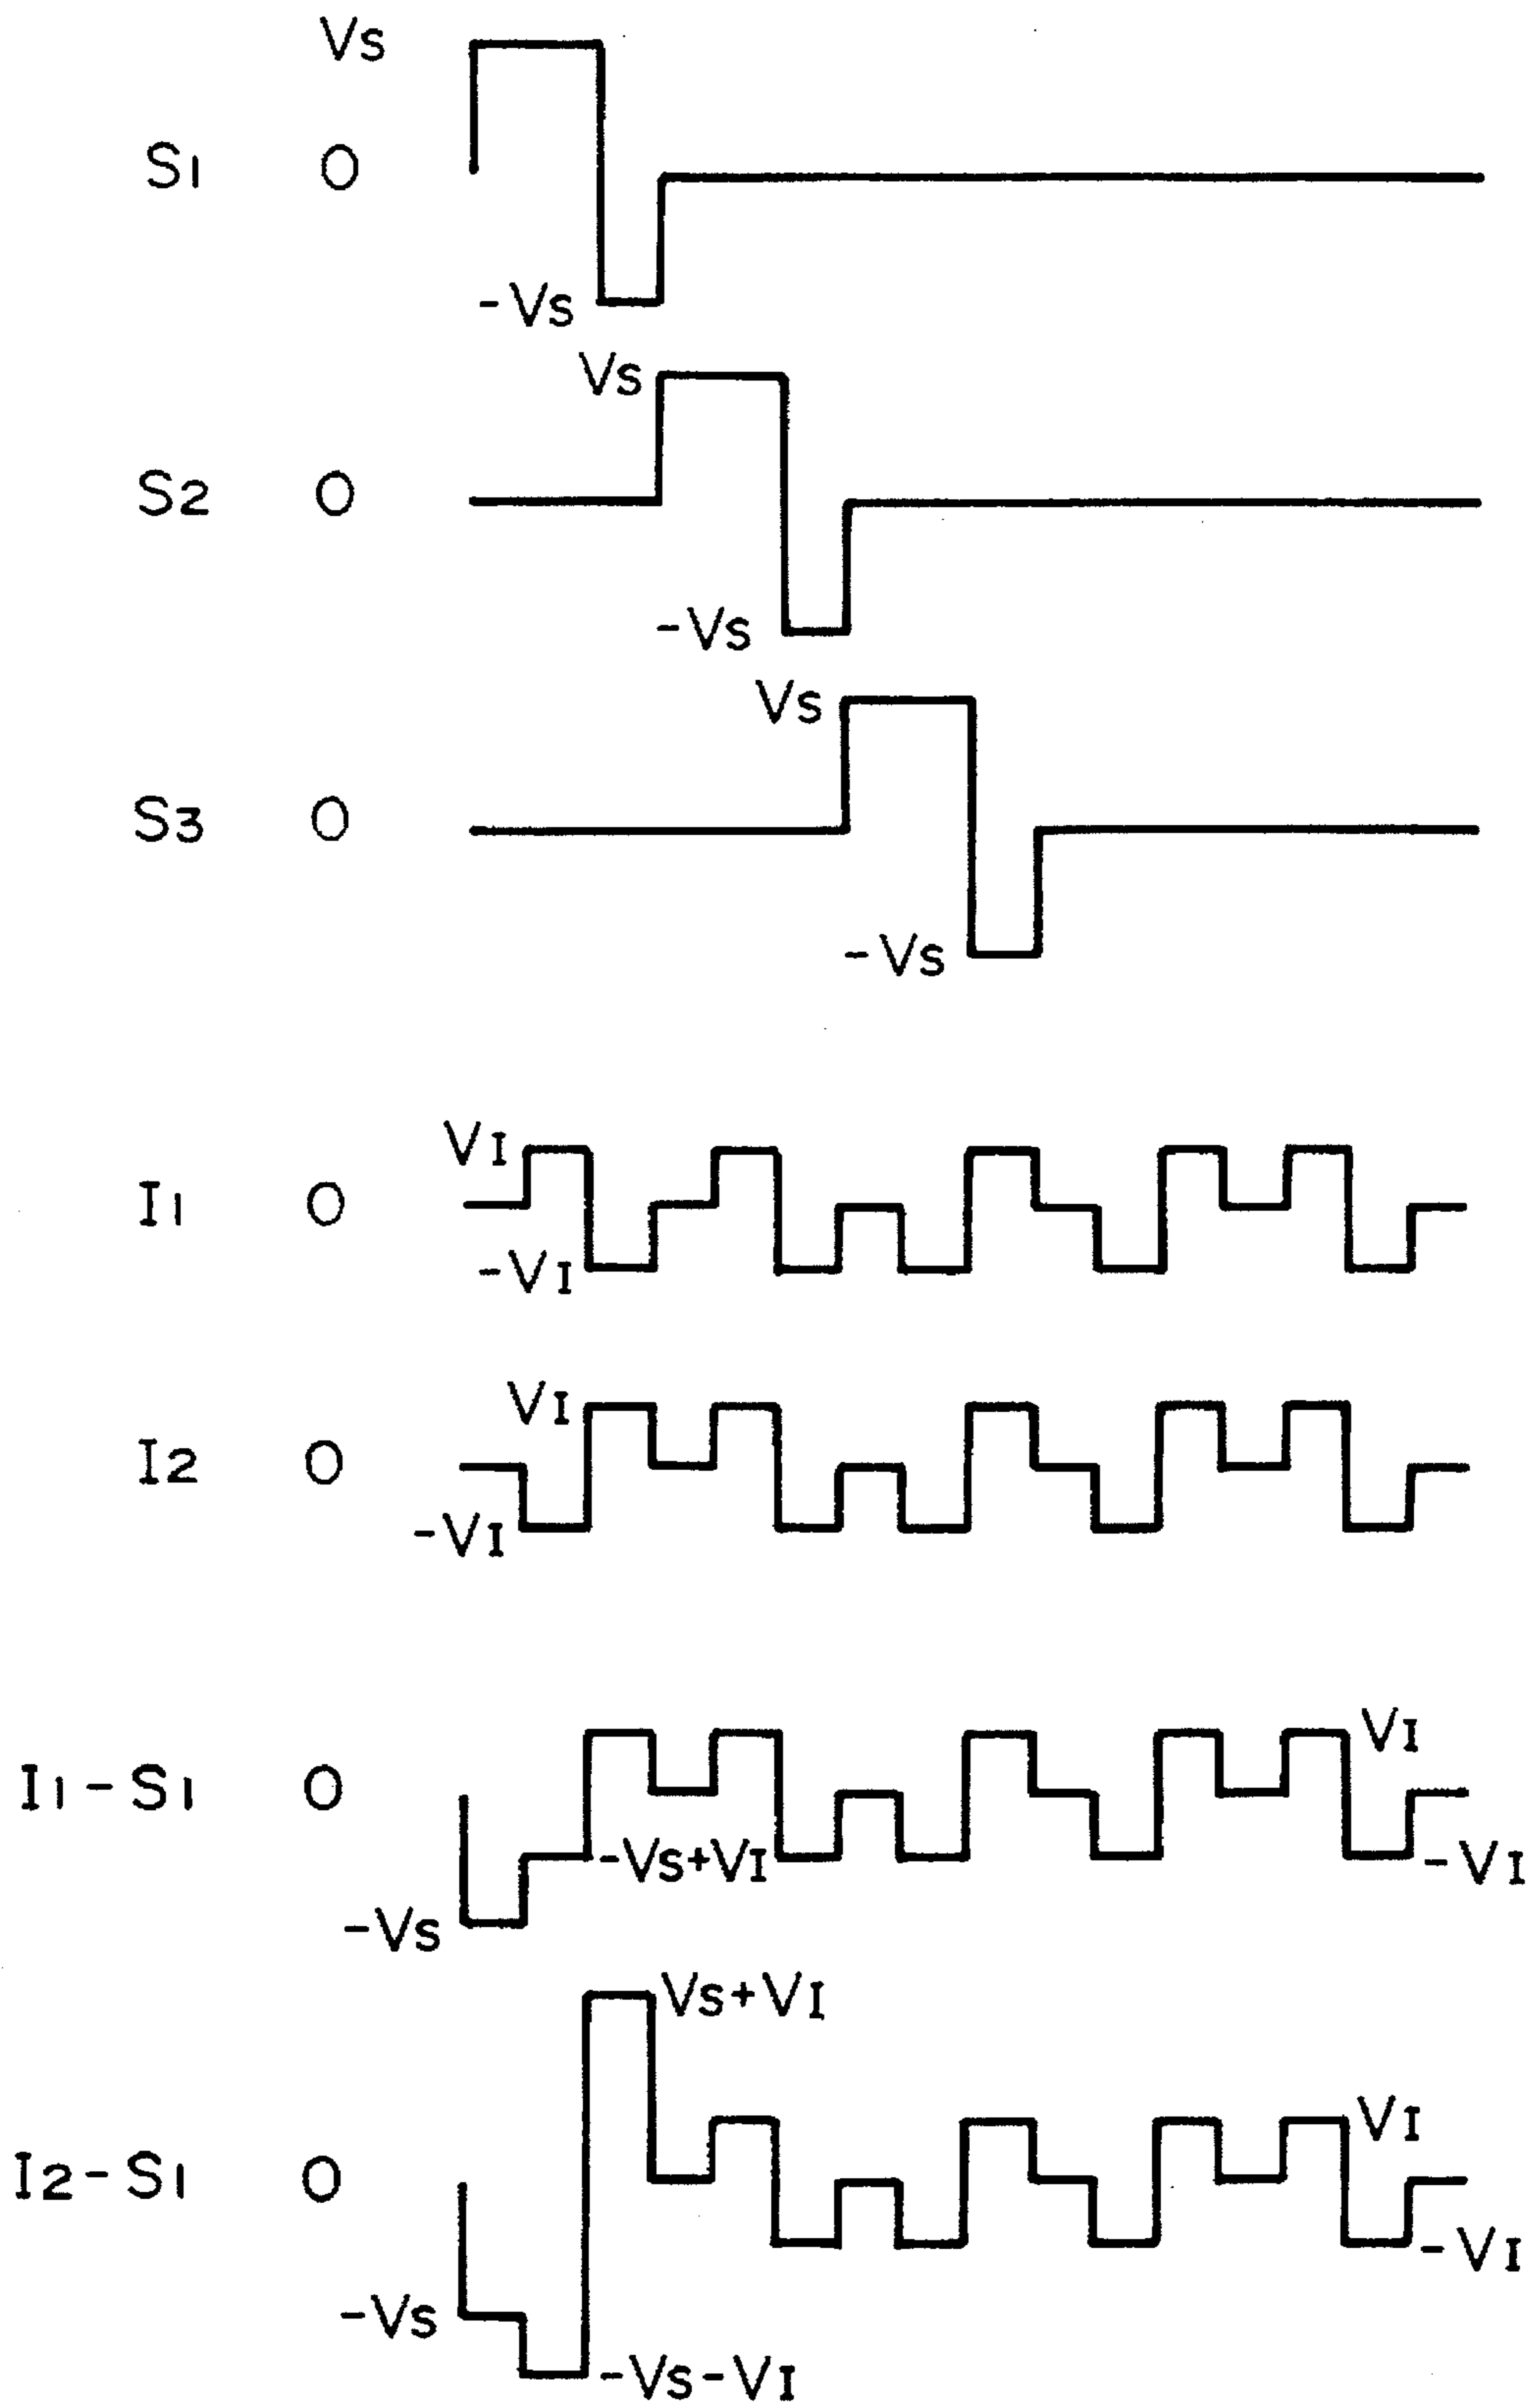 Vs
S1 0
-Vs
Vs
S2 0
-Vs
Vs
S3 0
-Vs
VI
I1 0
-VI
VI
I2 0
-VI
VI
I1-S1 0
-Vs+VI
-VI
-Vs
Vs+VI
VI
I2-S1 0
-VI
-Vs
-Vs-VI